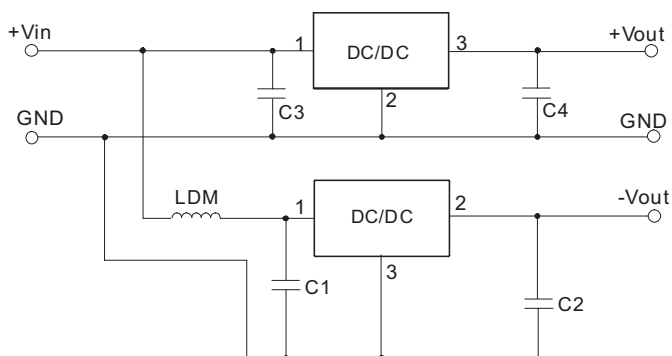 +Vin
1
DC/DC
3
+Vout
C3
2
C4
GND
GND
LDM
1
DC/DC
2
-Vout
3
C1
C2